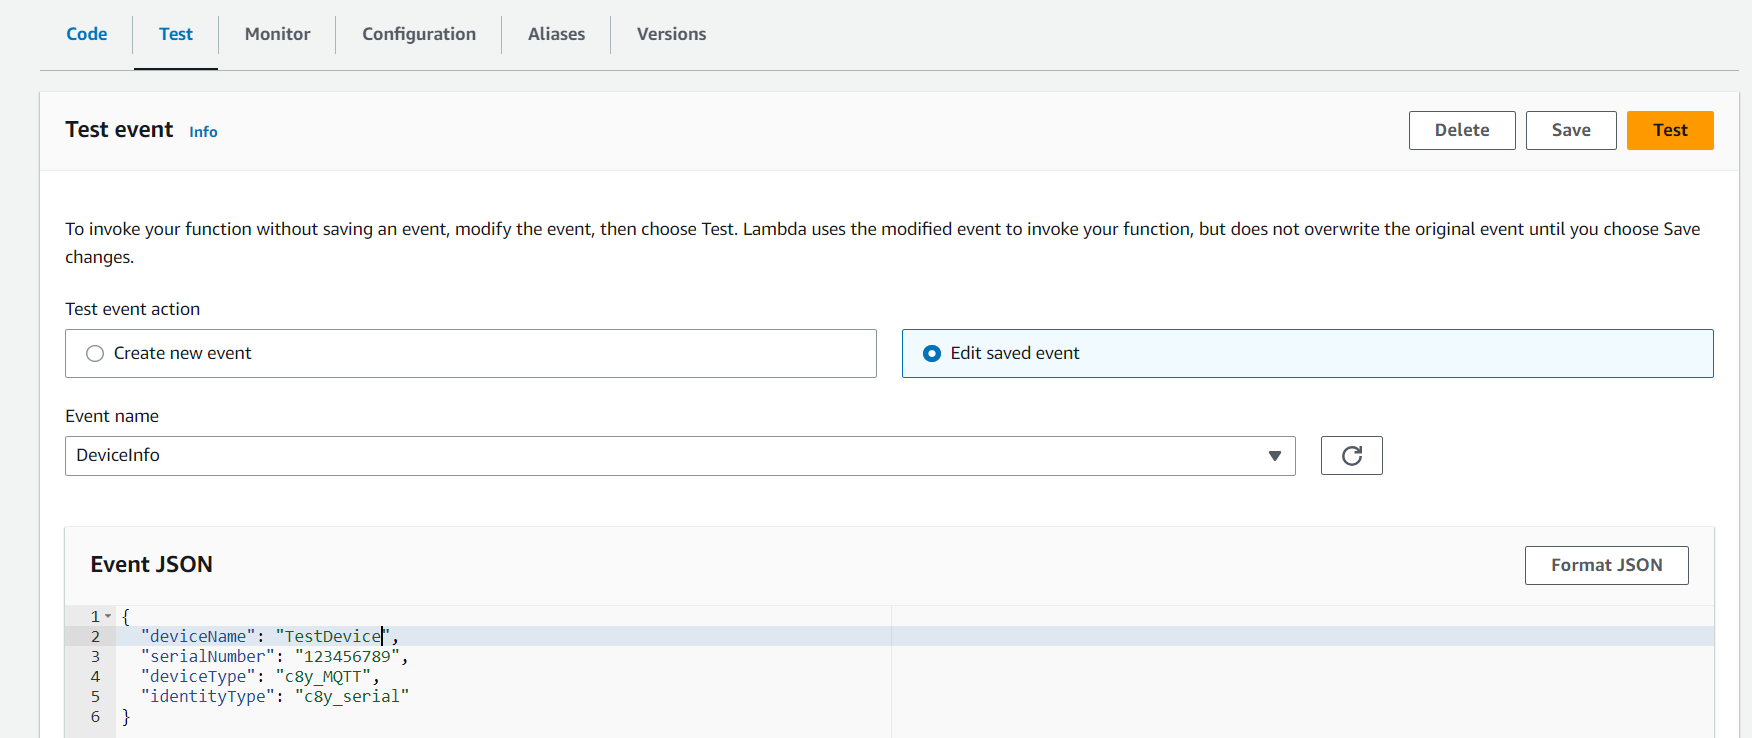 Code Test Monitor Configuration Aliases Versions
Test event Info Delete Save Test
To invoke your function without saving an event, modify the event, then choose Test. Lambda uses the modified event to invoke your function, but does not overwrite the original event until you choose Save
changes.
Test event action
Create new event Edit saved event
Event name
DeviceInfo
Event JSON Format JSON
1 {
2 "deviceName": "TestDevice",
3 "serialNumber": "123456789",
4 "deviceType": "c8y_MQTT",
5 "identityType": "c8y_serial"
6 }